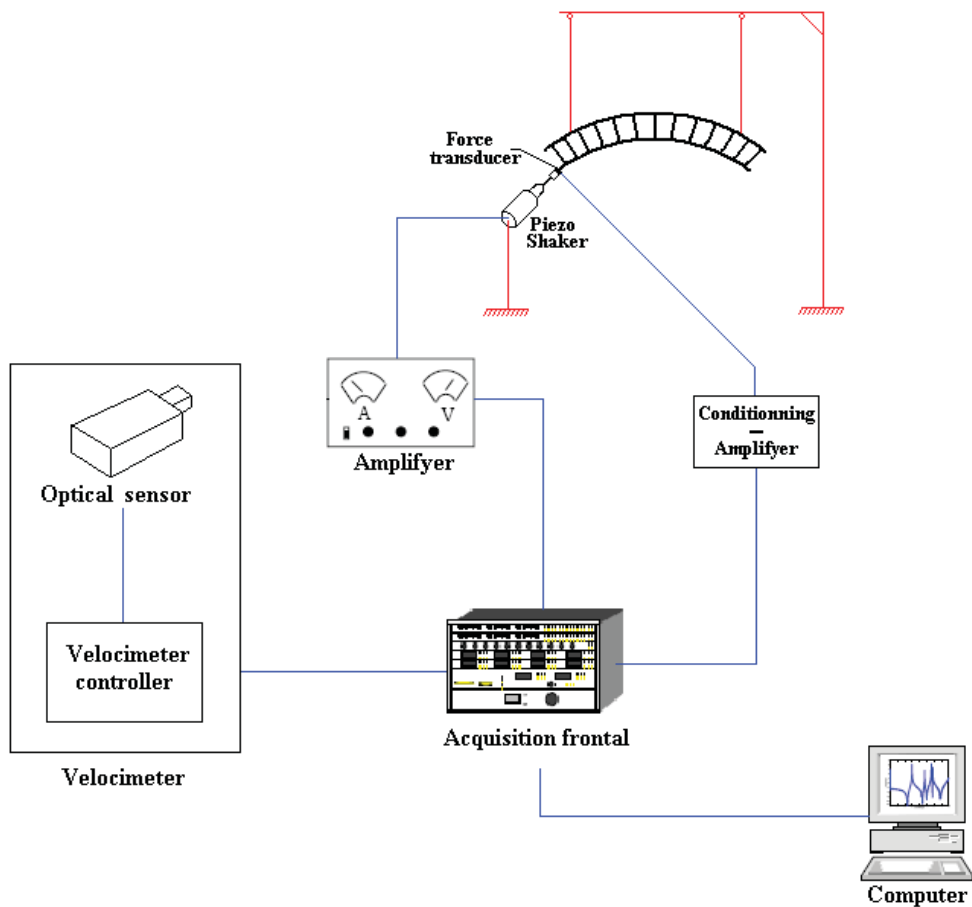 Force
transducer
Piezo
Shaker
A
V
Amplifyer
Conditionning
Amplifyer
Optical sensor
Velocimeter
controller
Velocimeter
Acquisition frontal
Computer